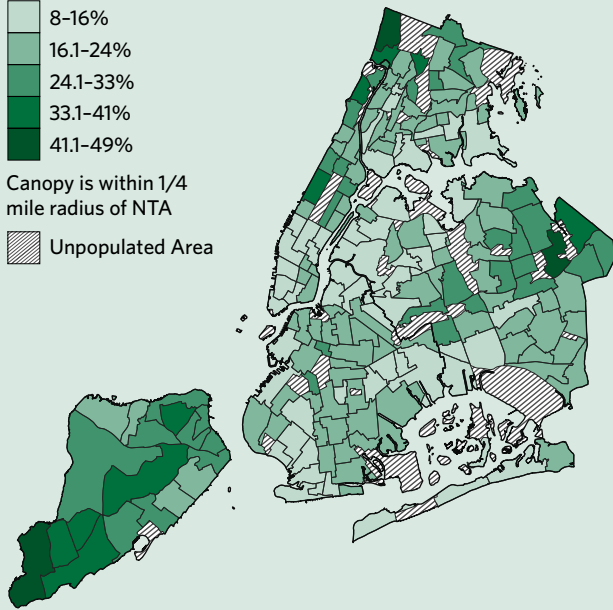 8–16%
16.1–24%
24.1–33%
33.1–41%
41.1–49%
Canopy is within 1/4
mile radius of NTA
Unpopulated Area